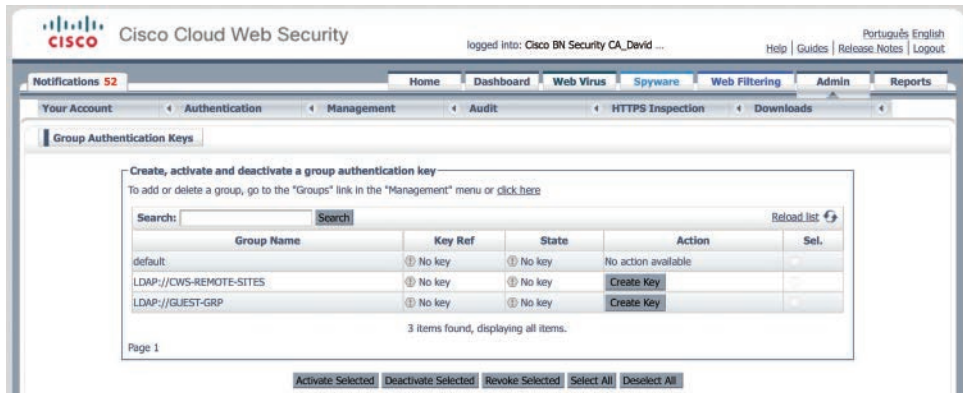 CISCO Cisco Cloud Web Security
logged into: Cisco BN Security CA_David ...
Português English
Help | Guides | Release Notes | Logout
Notifications 52
Home Dashboard Web Virus Spyware Web Filtering Admin Reports
Your Account Authentication Management Audit HTTPS Inspection Downloads
Group Authentication Keys
Create, activate and deactivate a group authentication key
To add or delete a group, go to the "Groups" link in the "Management" menu or click here
Search: Search Reload list
Group Name Key Ref State Action Sel.
default No key No key No action available
LDAP://CWS-REMOTE-SITES No key No key Create Key
LDAP://GUEST-GRP No key No key Create Key
3 items found, displaying all items.
Page 1
Activate Selected Deactivate Selected Revoke Selected Select All Deselect All